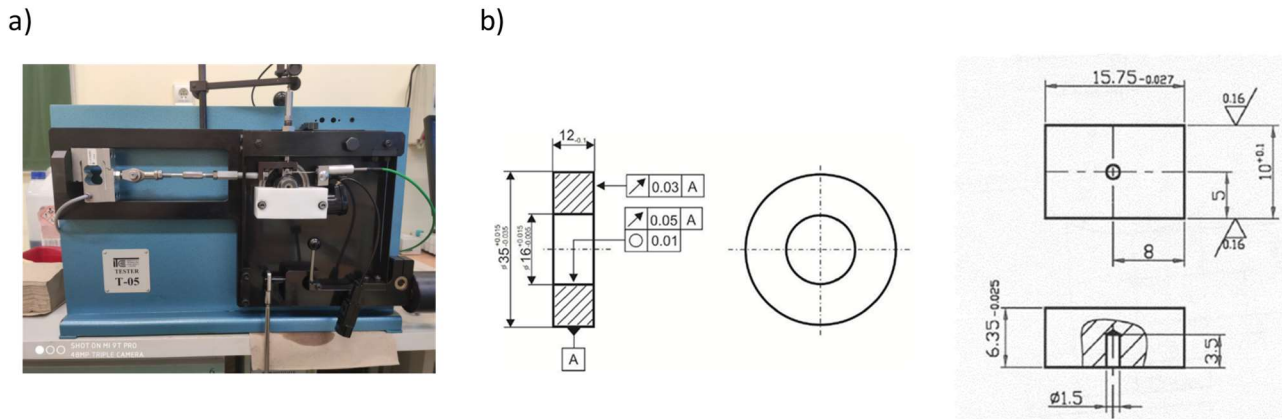 a)
b)
TESTER
T-05
SHOT ON MI 9T PRO
48MP TRIPLE CAMERA
12-0.1
0.03 A
0.05 A
0.01
ø35+0.015-0.035
ø16+0.015-0.005
A
15.75-0.027
0.16
10+0.1
5
0.16
8
6.35-0.025
3.5
Ø1.5